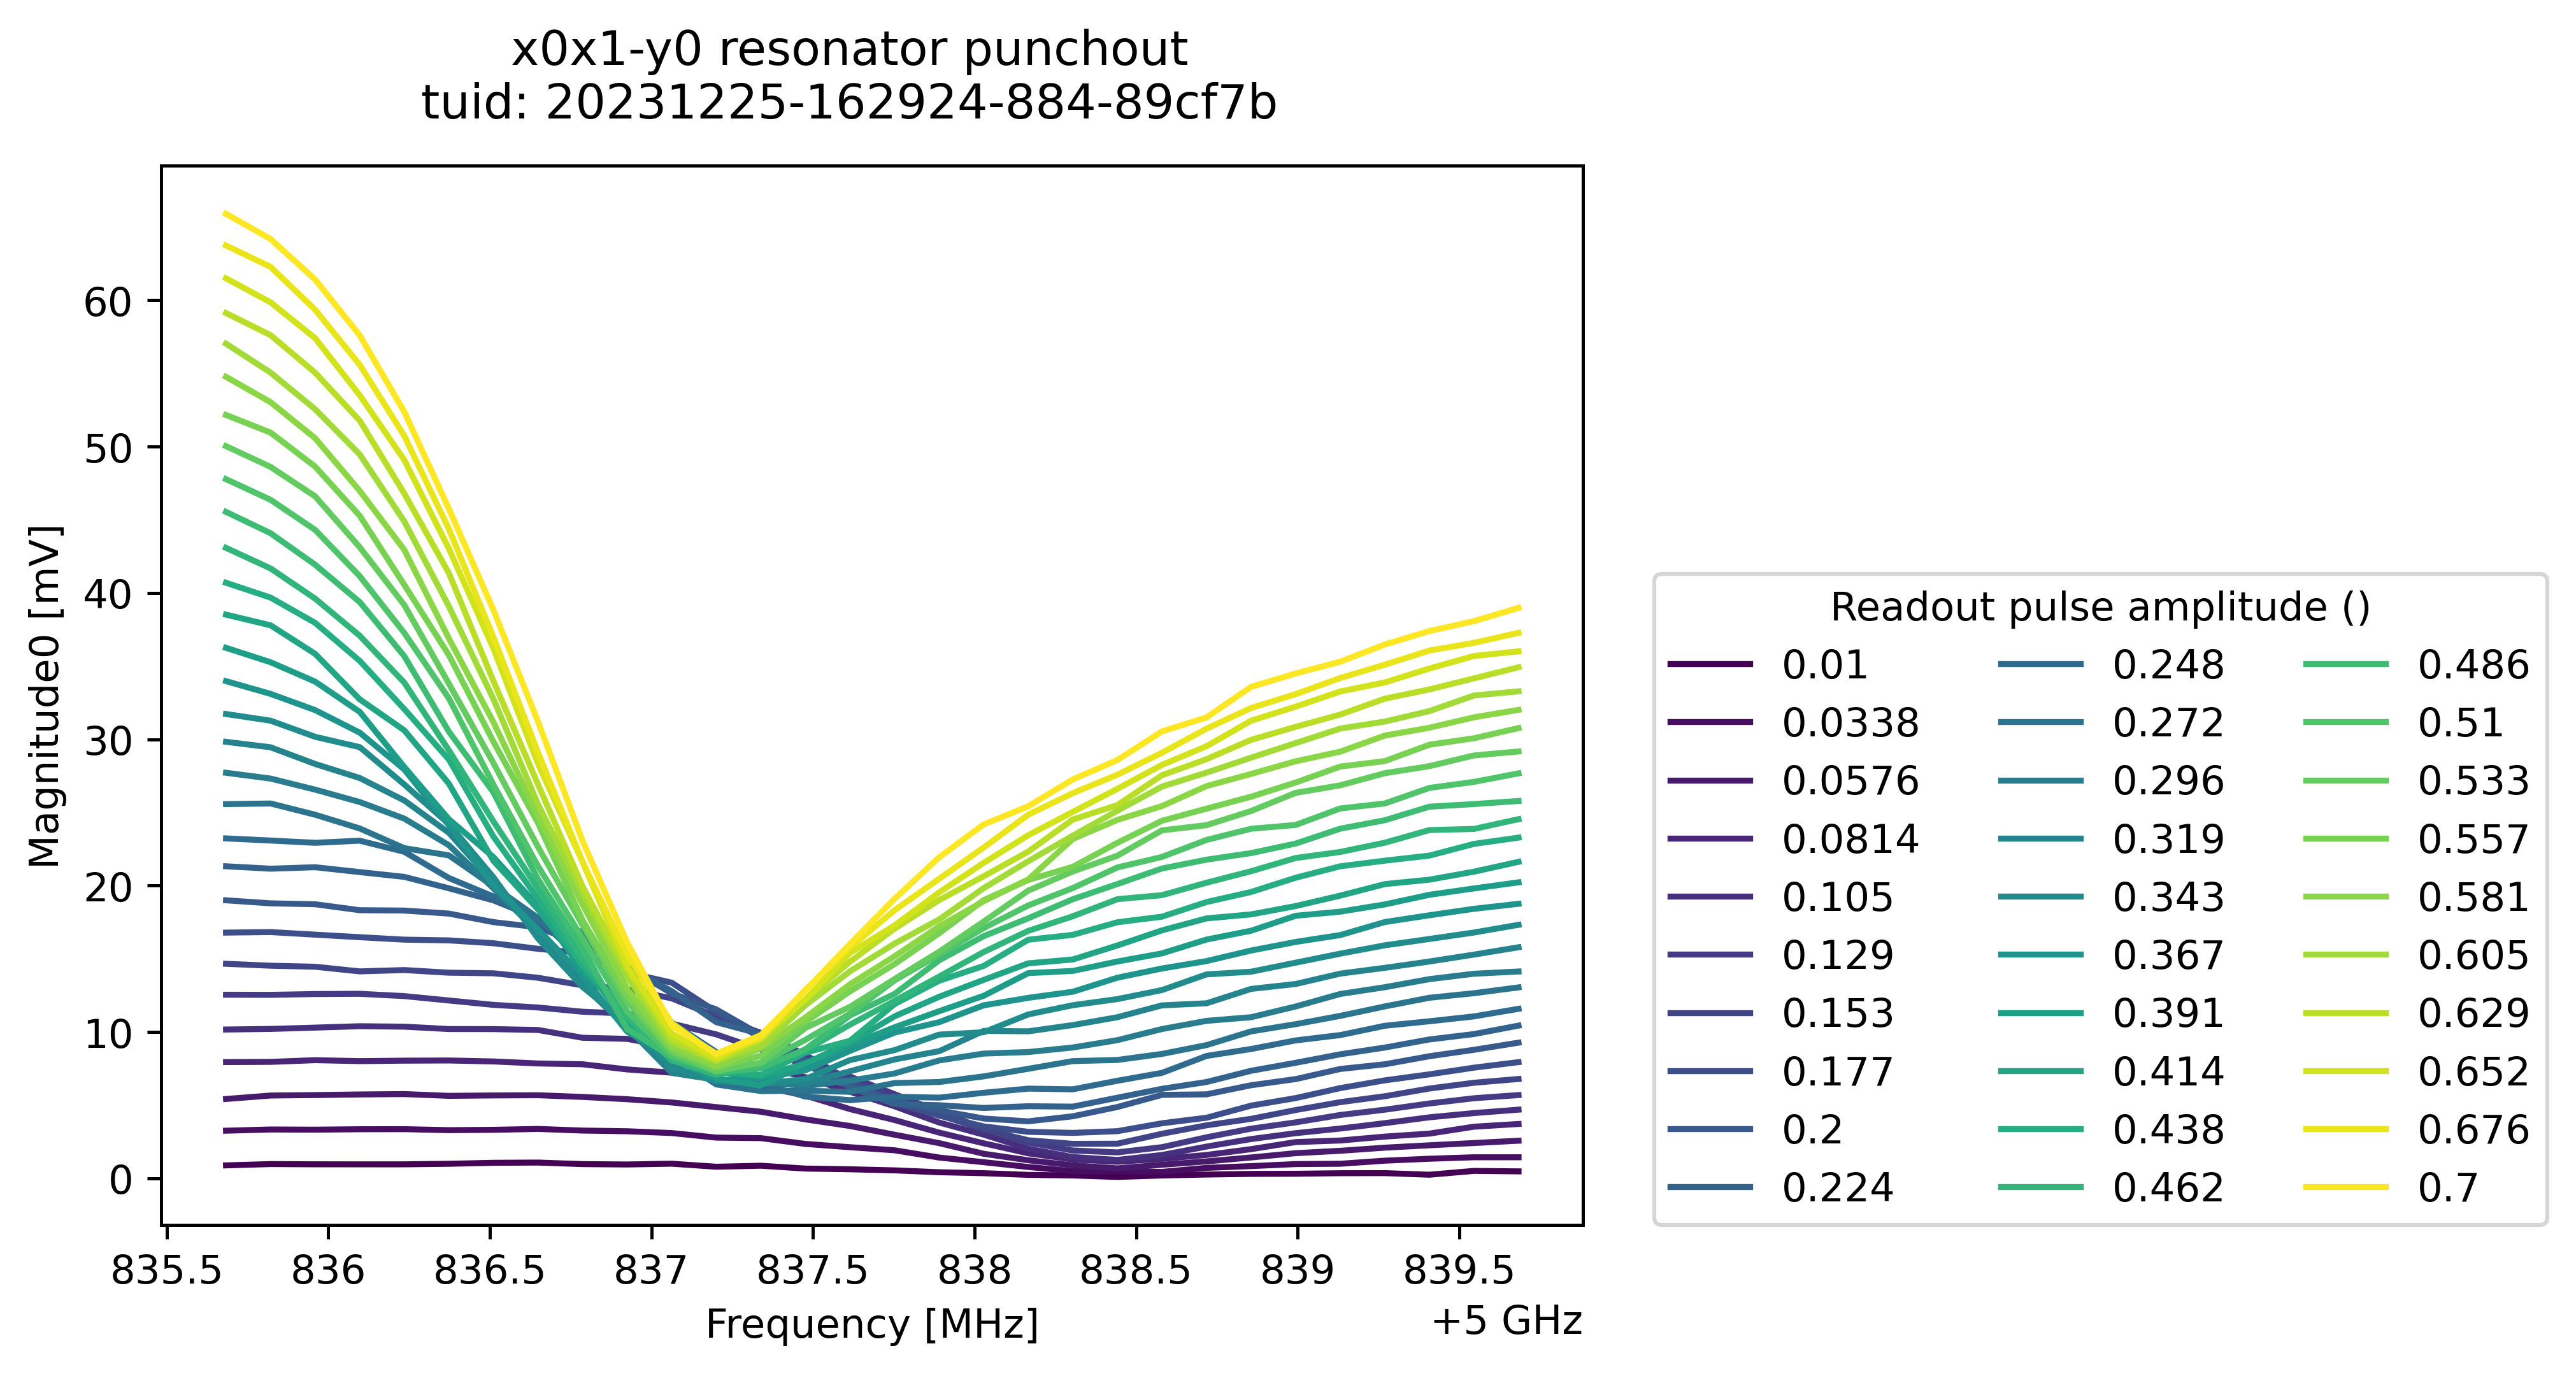 x0x1-y0 resonator punchout
tuid: 20231225-162924-884-89cf7b
Magnitude0 [mV]
60
50
40
30
20
10
0
835.5 836 836.5 837 837.5 838 838.5 839 839.5
Frequency [MHz]
+5 GHz
Readout pulse amplitude ()
0.01 0.248 0.486
0.0338 0.272 0.51
0.0576 0.296 0.533
0.0814 0.319 0.557
0.105 0.343 0.581
0.129 0.367 0.605
0.153 0.391 0.629
0.177 0.414 0.652
0.2 0.438 0.676
0.224 0.462 0.7